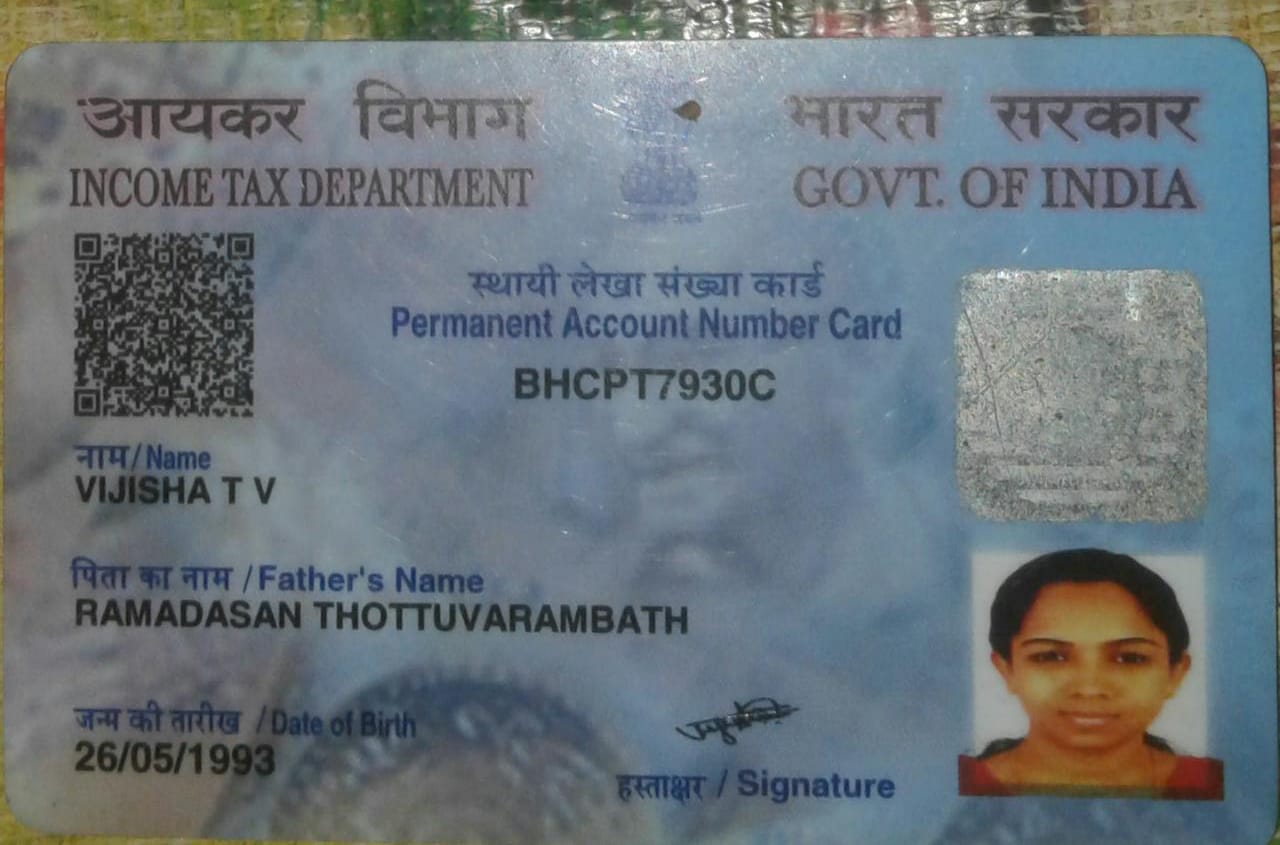 आयकर विभाग
INCOME TAX DEPARTMENT
भारत सरकार
GOVT. OF INDIA
स्थायी लेखा संख्या कार्ड
Permanent Account Number Card
BHCPT7930C
नाम/Name
VIJISHA T V
पिता का नाम /Father's Name
RAMADASAN THOTTUVARAMBATH
जन्म की तारीख /Date of Birth
26/05/1993
हस्ताक्षर / Signature